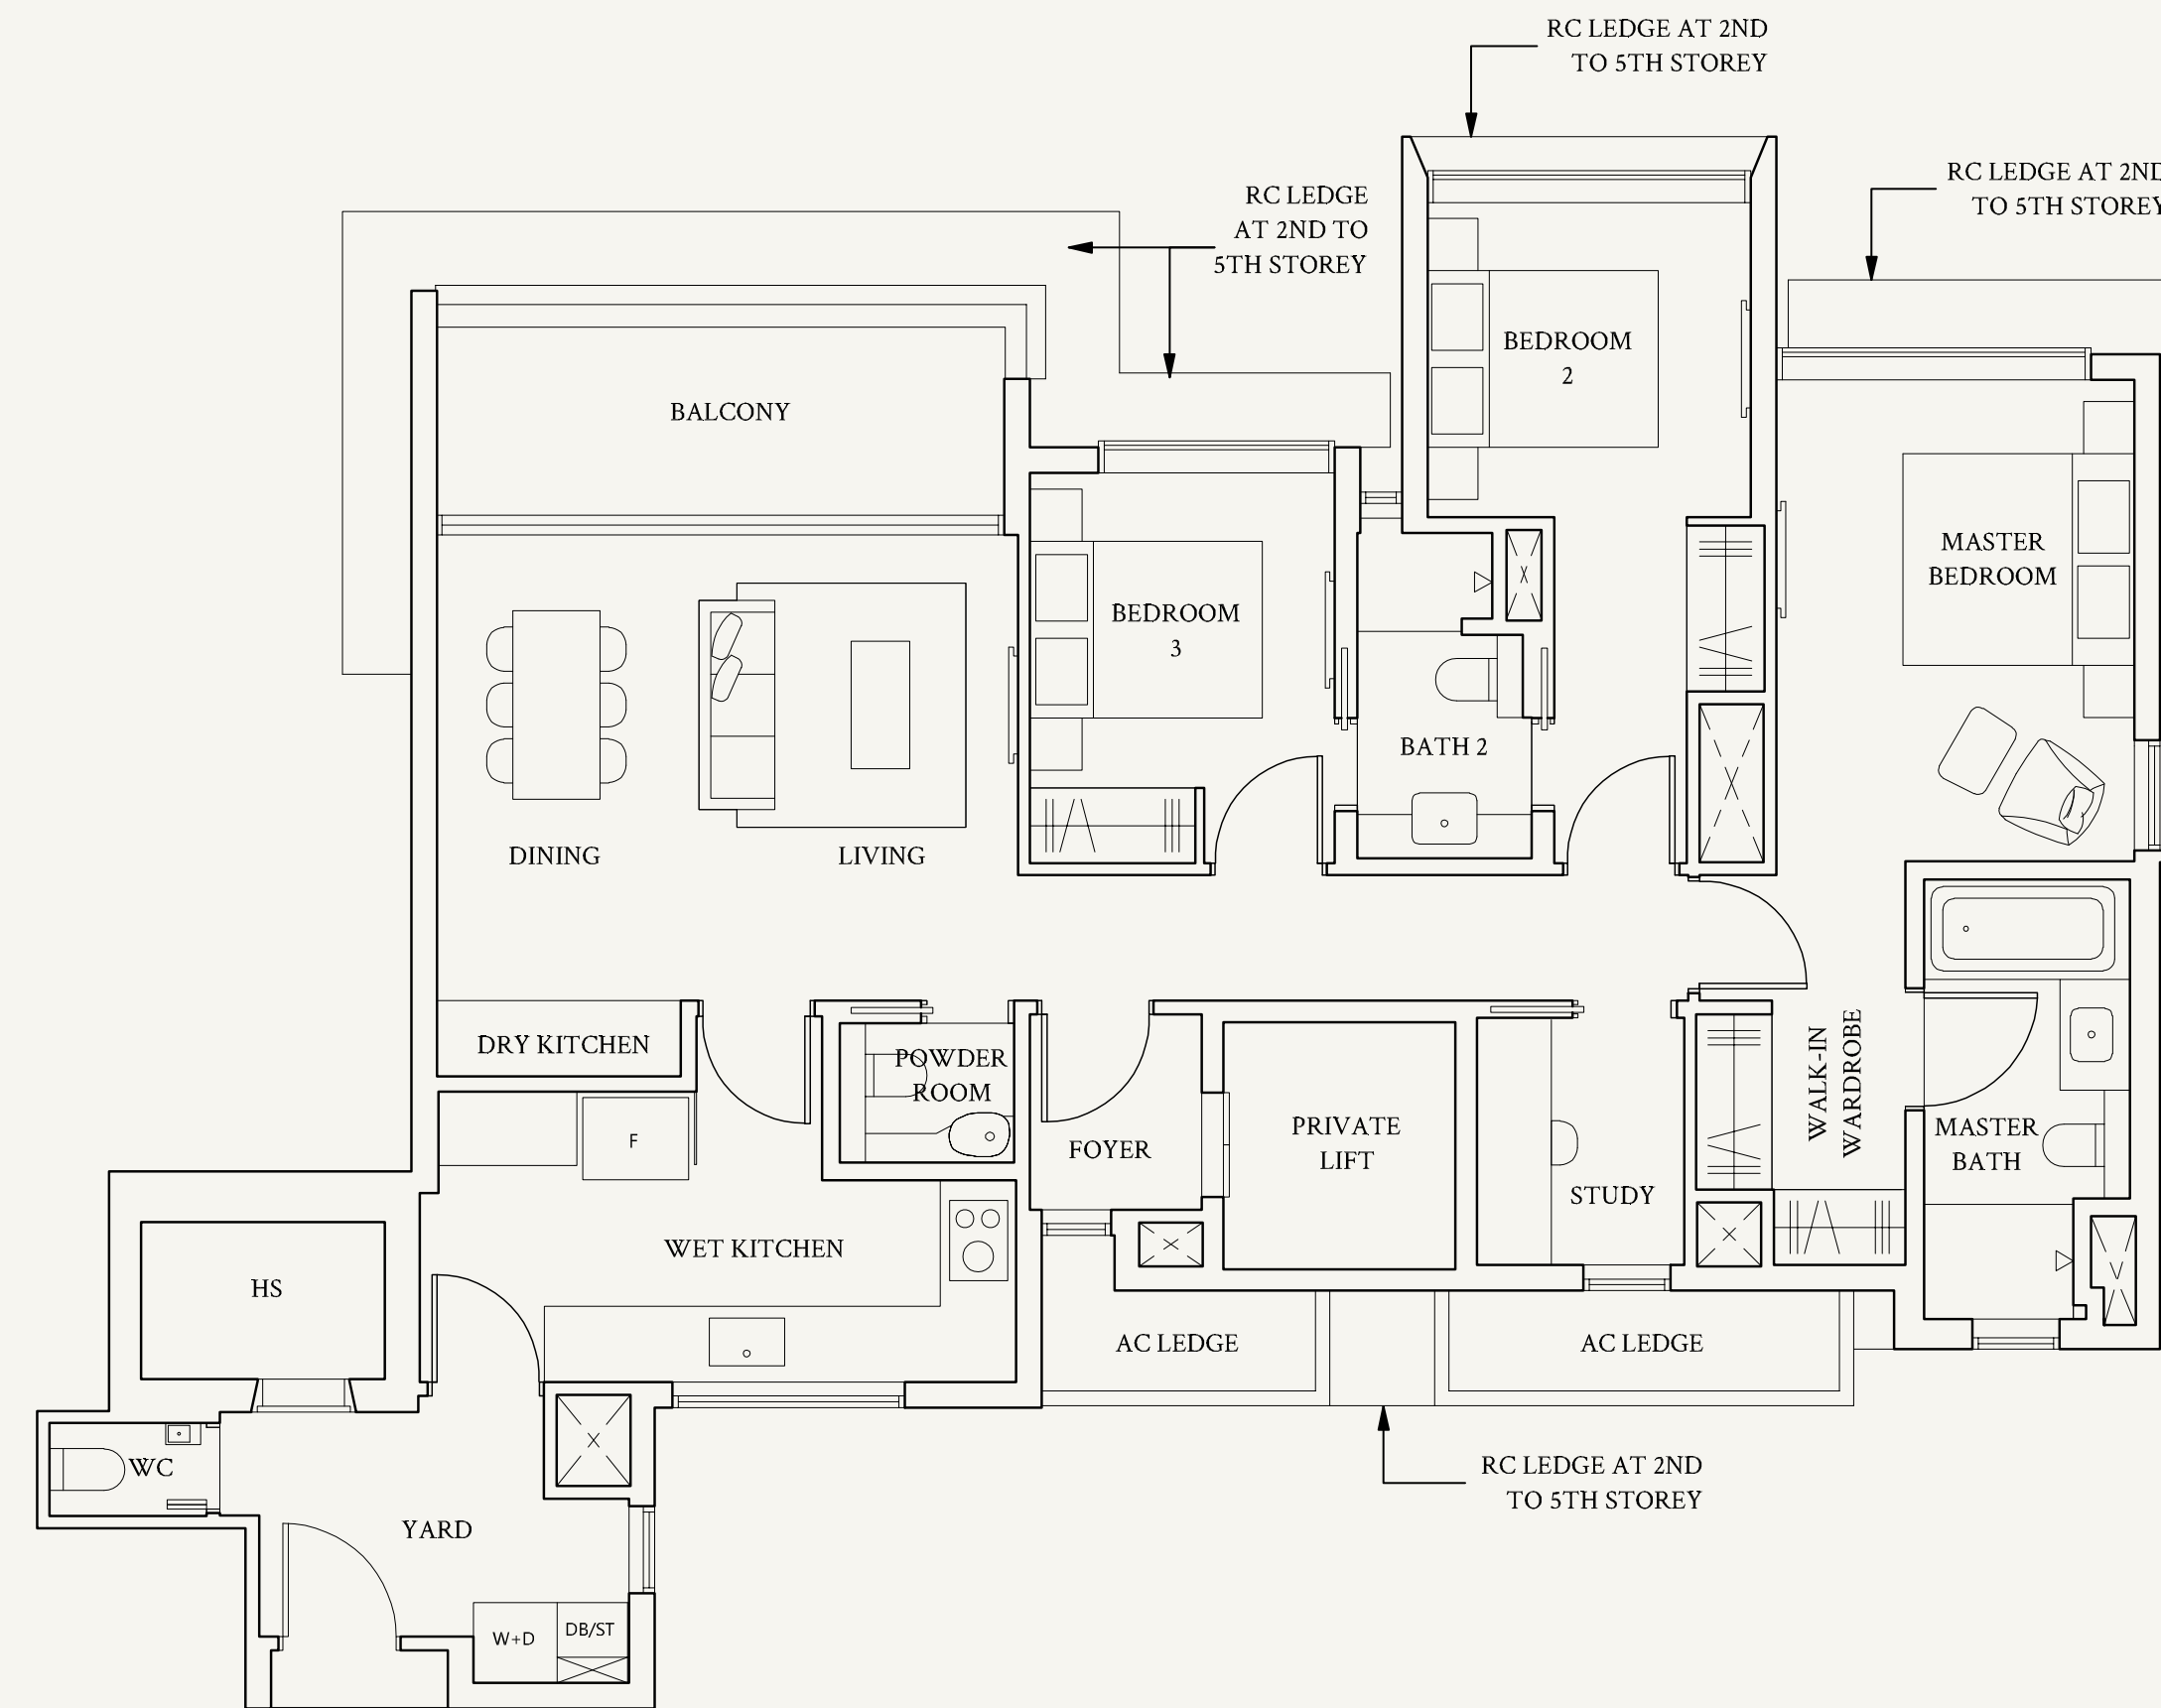 RC LEDGE AT 2ND
TO 5TH STOREY
RC LEDGE AT 2ND
TO 5TH STOREY
RC LEDGE
AT 2ND TO
5TH STOREY
BEDROOM
2
BALCONY
MASTER
BEDROOM
BEDROOM
3
BATH 2
DINING
LIVING
DRY KITCHEN
POWDER
ROOM
WALK-IN
WARDROBE
F
FOYER
PRIVATE
LIFT
MASTER
BATH
STUDY
WET KITCHEN
HS
AC LEDGE
AC LEDGE
WC
RC LEDGE AT 2ND
TO 5TH STOREY
YARD
W+D
DB/ST